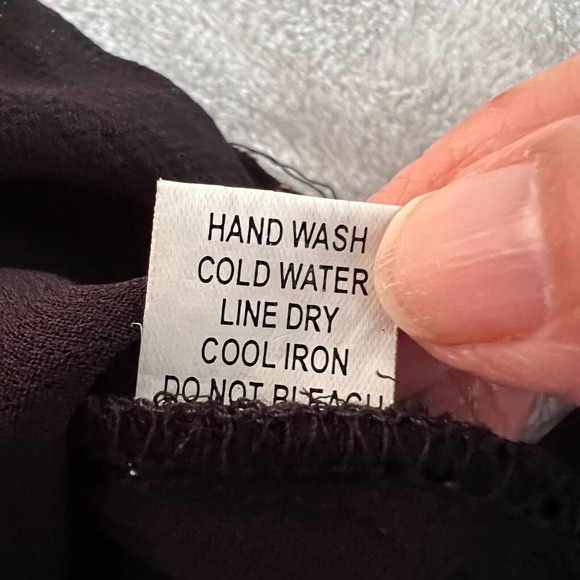 HAND WASH
COLD WATER
LINE DRY
COOL IRON
DO NOT BLEACH